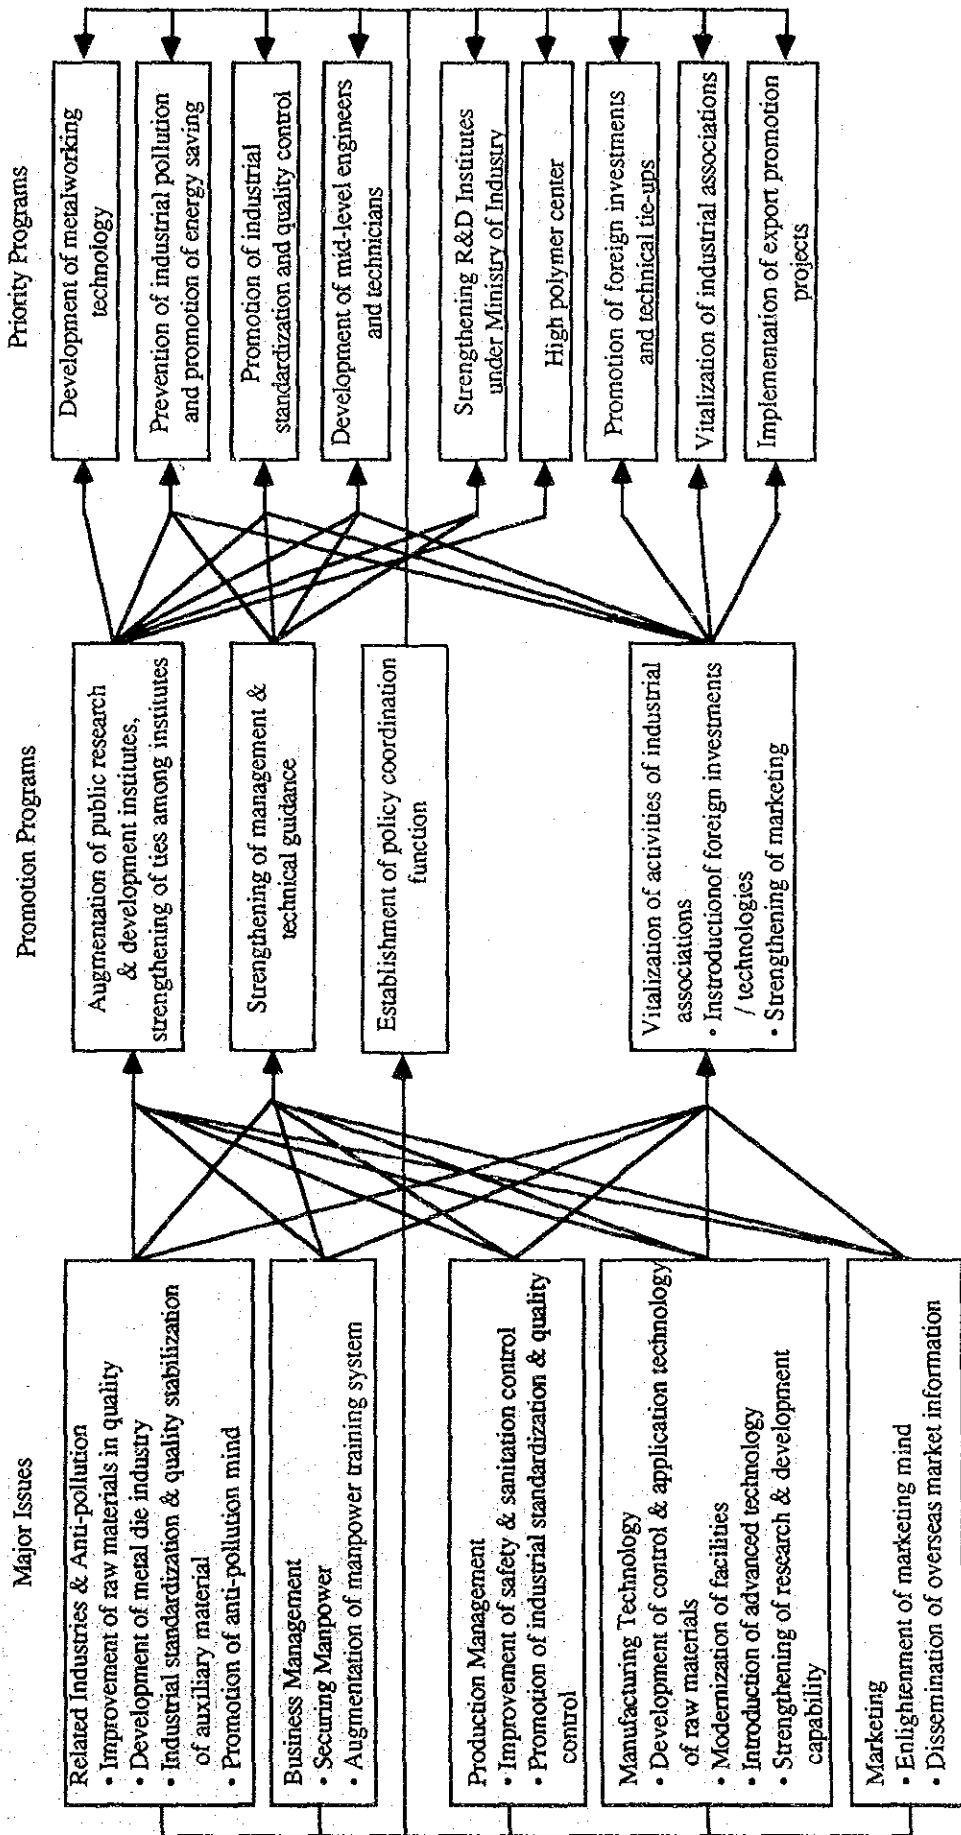 Major Issues
Related Industries & Anti-pollution
• Improvement of raw materials in quality
• Development of metal die industry
• Industrial standardization & quality stabilization
of auxiliary material
• Promotion of anti-pollution mind
Business Management
• Securing Manpower
• Augmentation of manpower training system
Production Management
• Improvement of safety & sanitation control
• Promotion of industrial standardization & quality
control
Manufacturing Technology
• Development of control & application technology
of raw materials
• Modernization of facilities
• Introduction of advanced technology
• Strengthening of research & development
capability
Marketing
• Enlightenment of marketing mind
• Dissemination of overseas market information
Promotion Programs
Augmentation of public research
& development institutes,
strengthening of ties among institutes
Strengthening of management &
technical guidance
Establishment of policy coordination
function
Vitalization of activities of industrial
associations
• Instroductionof foreign investments
/ technologies
• Strengthening of marketing
Priority Programs
Development of metalworking
technology
Prevention of industrial pollution
and promotion of energy saving
Promotion of industrial
standardization and quality control
Development of mid-level engineers
and technicians
Strengthening R&D Institutes
under Ministry of Industry
High polymer center
Promotion of foreign investments
and technical tie-ups
Vitalization of industrial associations
Implementation of export promotion
projects